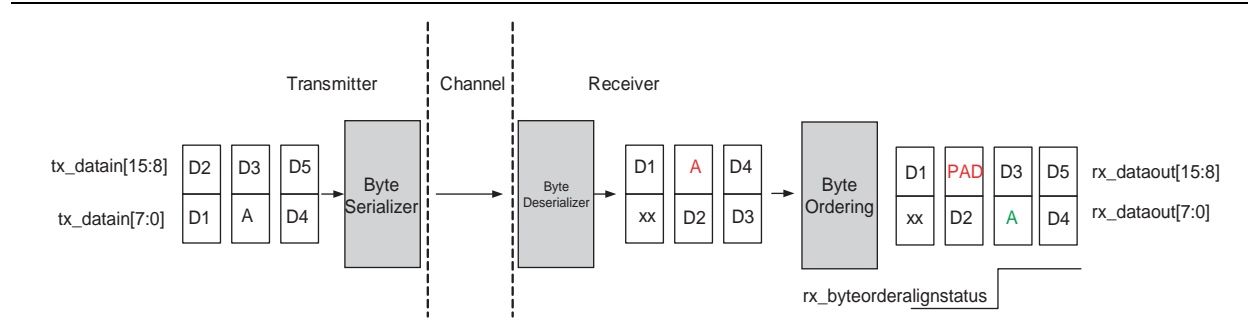 Transmitter Channel Receiver
tx_datain[15:8] D2 D3 D5
tx_datain[7:0] D1 A D4
Byte
Serializer
Byte
Deserializer
D1 A D4
xx D2 D3
Byte
Ordering
D1 PAD D3 D5 rx_dataout[15:8]
xx D2 A D4 rx_dataout[7:0]
rx_byteorderalignstatus